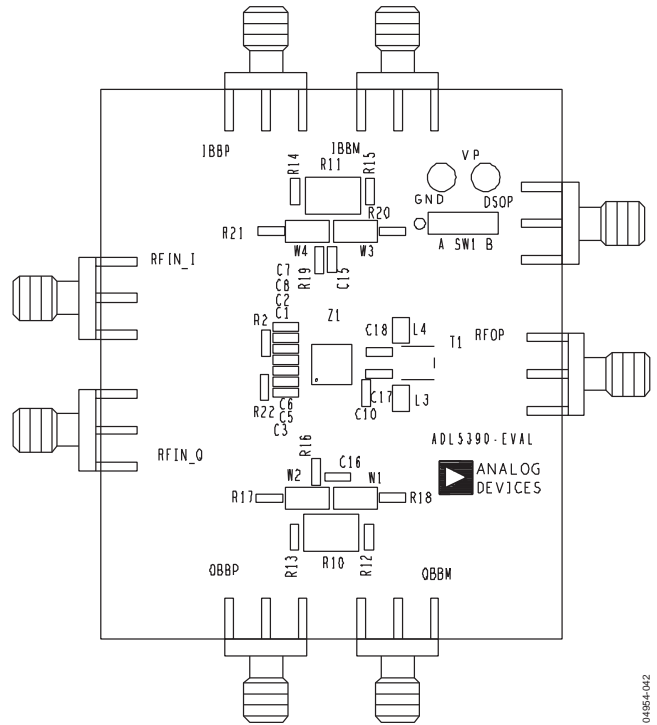 IBBP
IBBM
VP
R14
R11
R15
GND
DSOP
R20
R21
W4
W3
A SW1 B
RFIN_I
C7
C8
C2
C1
R19
C15
R2
Z1
C18
L4
T1
RFOP
R22
C6
C5
C3
C17
C10
L3
ADL5390-EVAL
RFIN_Q
R16
C16
ANALOG
DEVICES
W2
W1
R17
R18
R13
R10
R12
QBBP
QBBM
04954-042